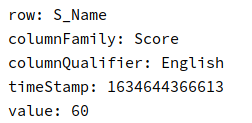 row: S_Name
columnFamily: Score
columnQualifier: English
timeStamp: 1634644366613
value: 60